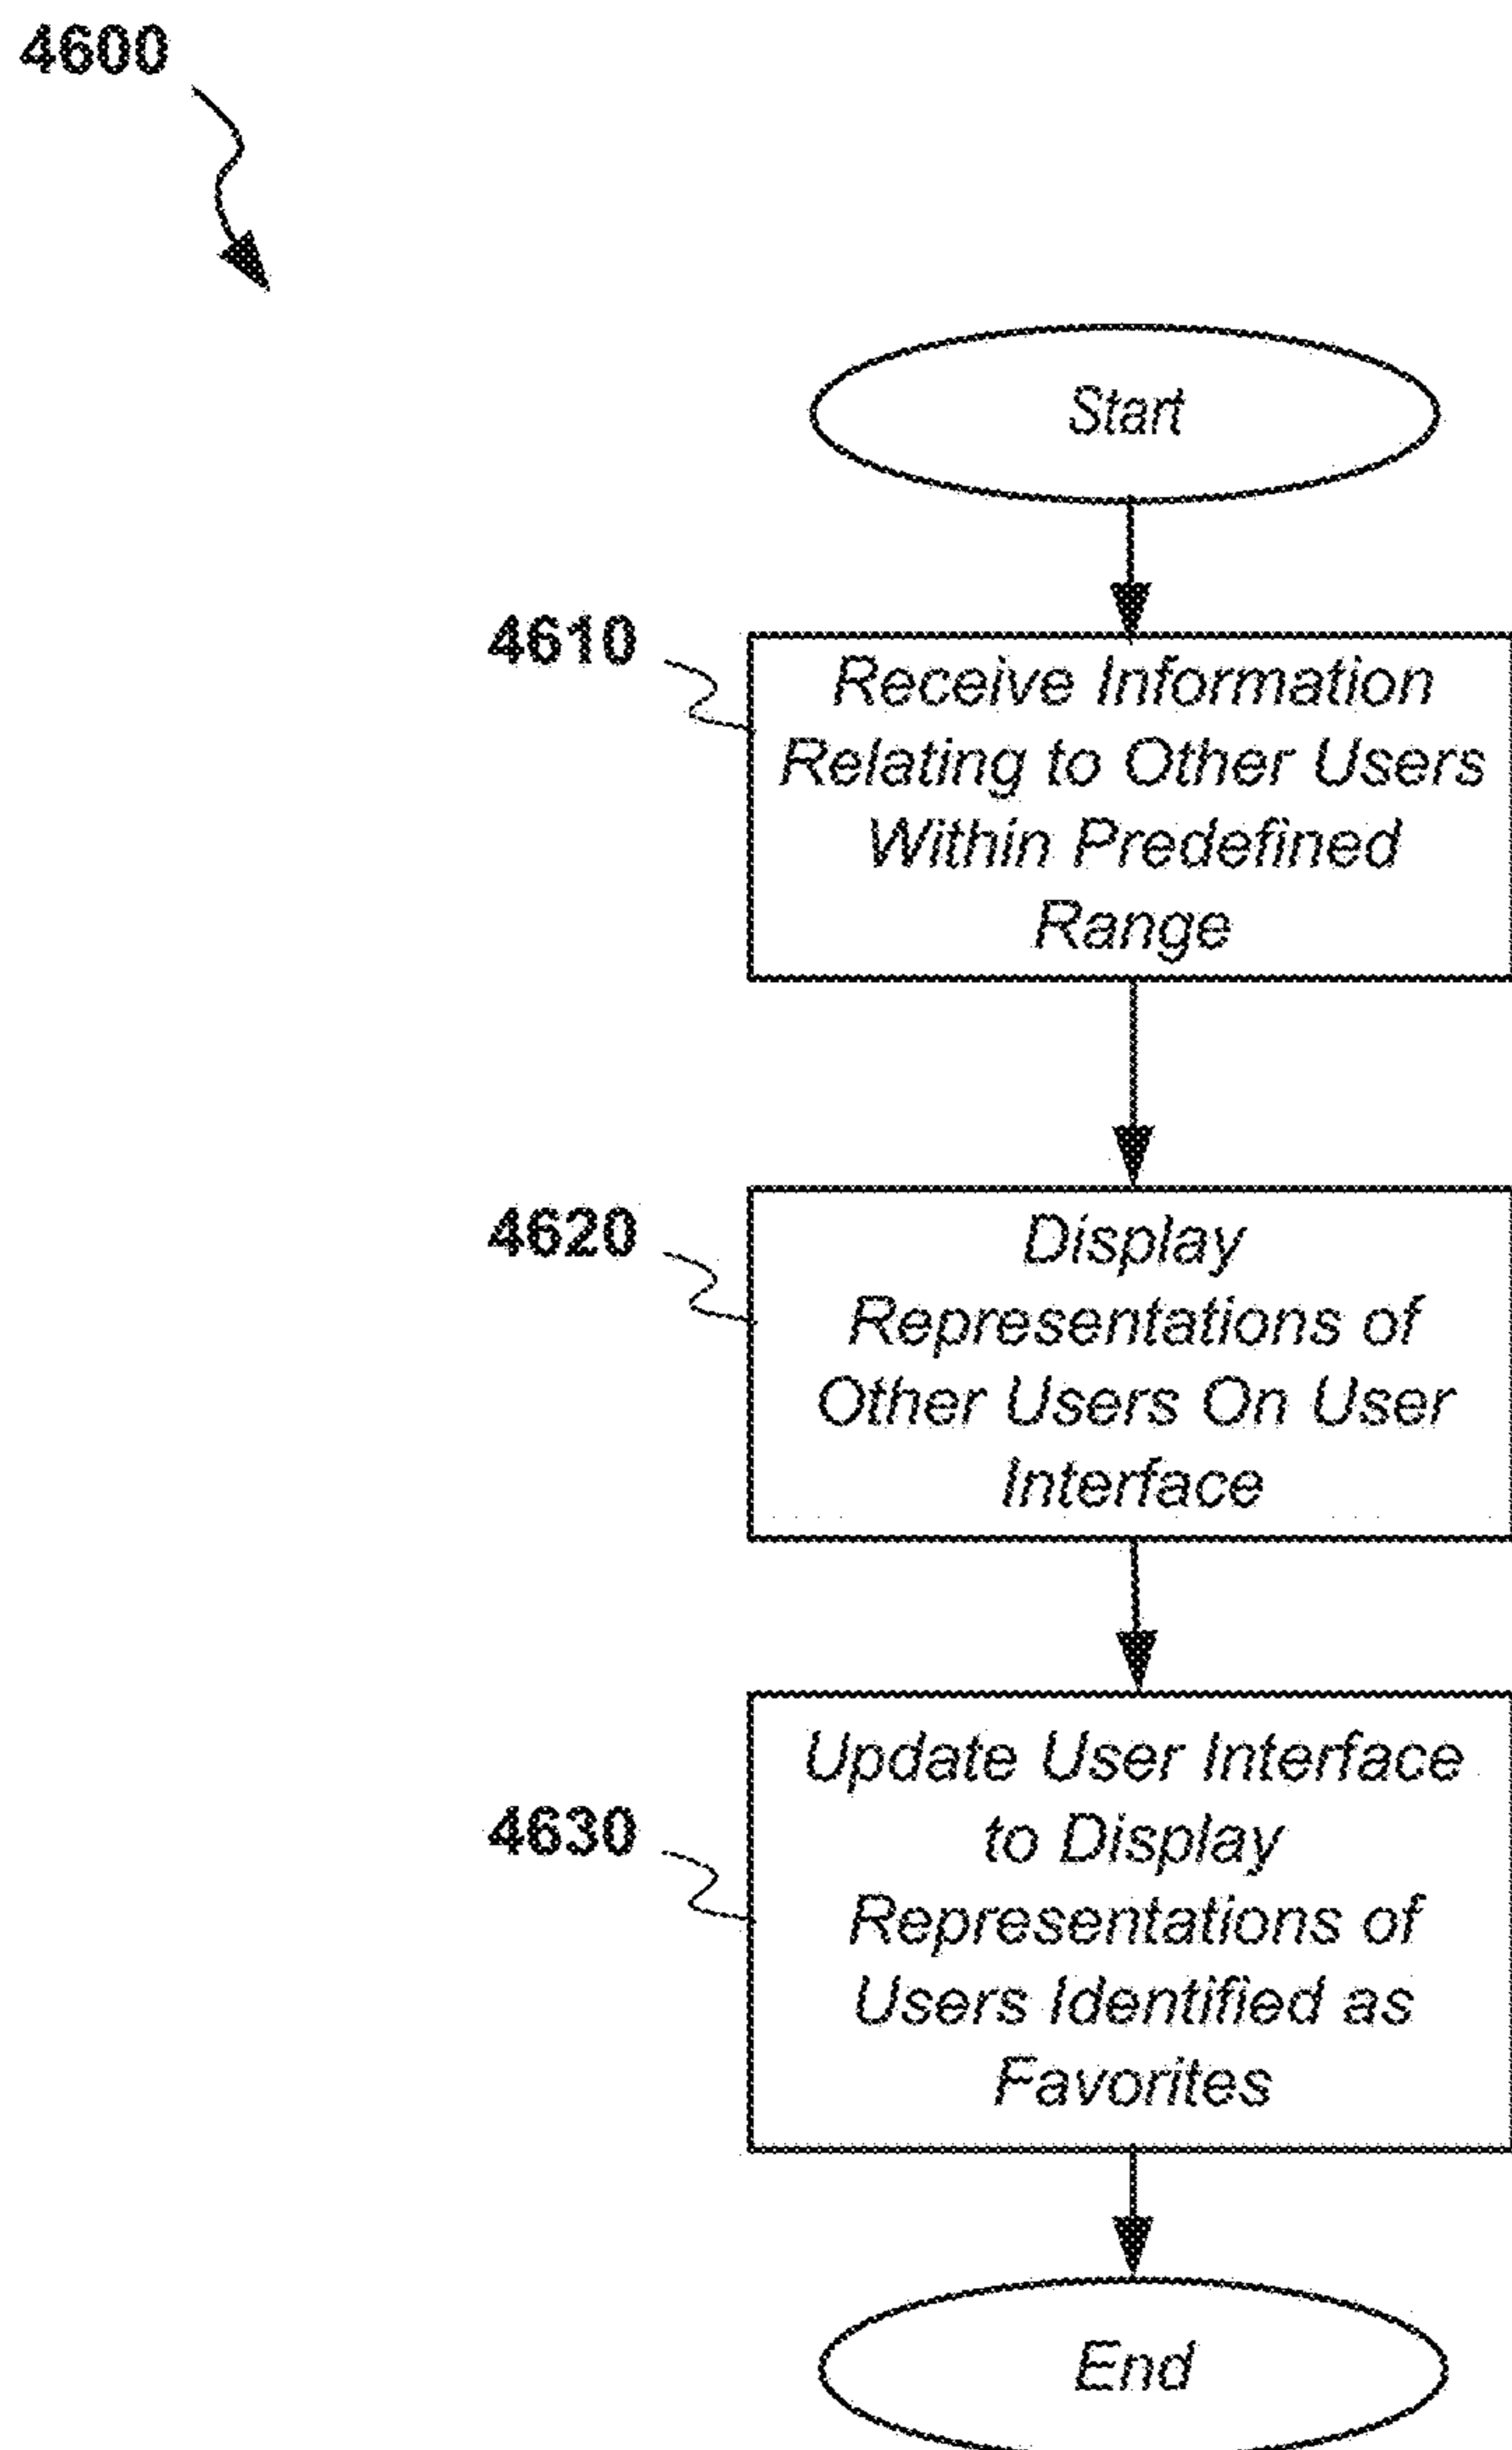 4600
Start
4610
Receive Information
Relating to Other Users
Within Predefined
Range
4620
Display
Representations of
Other Users On User
Interface
4630
Update User Interface
to Display
Representations of
Users Identified as
Favorites
End